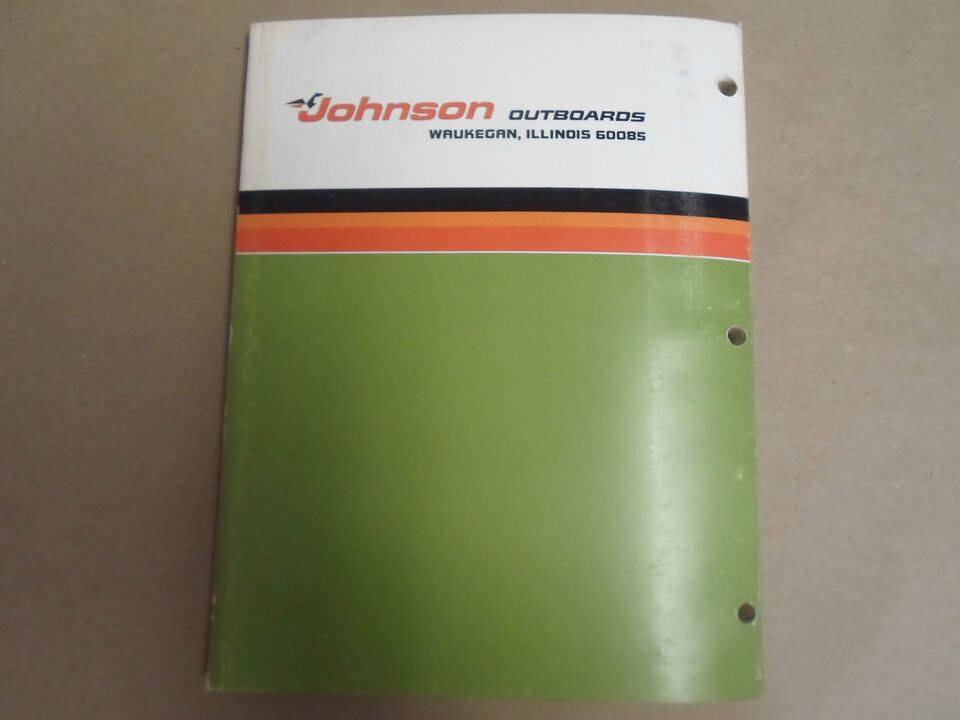 Johnson OUTBOARDS
WAUKEGAN, ILLINOIS 60085